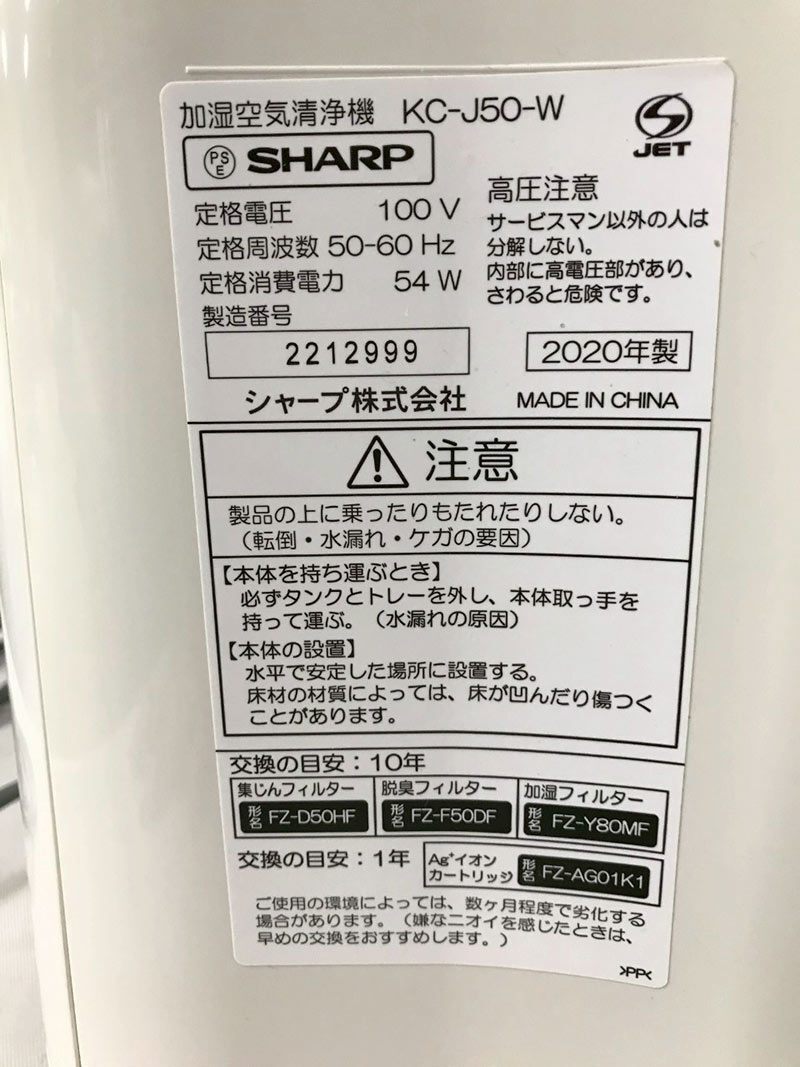 加湿空気清浄機 KC-J50-W
JET
PSE SHARP
定格電圧 100 V
定格周波数 50-60 Hz
定格消費電力 54 W
製造番号
2212999
高圧注意
サービスマン以外の人は
分解しない。
内部に高電圧部があり、
さわると危険です。
2020年製
シャープ株式会社 MADE IN CHINA
注意
製品の上に乗ったりもたれたりしない。
（転倒・水漏れ・ケガの要因）
【本体を持ち運ぶとき】
必ずタンクとトレーを外し、本体取っ手を
持って運ぶ。（水漏れの原因）
【本体の設置】
水平で安定した場所に設置する。
床材の材質によっては、床が凹んだり傷つく
ことがあります。
交換の目安：10年
集じんフィルター
形名 FZ-D50HF
脱臭フィルター
形名 FZ-F50DF
加湿フィルター
形名 FZ-Y80MF
交換の目安：1年
Ag⁺イオン
カートリッジ
形名 FZ-AG01K1
ご使用の環境によっては、数ヶ月程度で劣化する
場合があります。（嫌なニオイを感じたときは、
早めの交換をおすすめします。）
>PP<